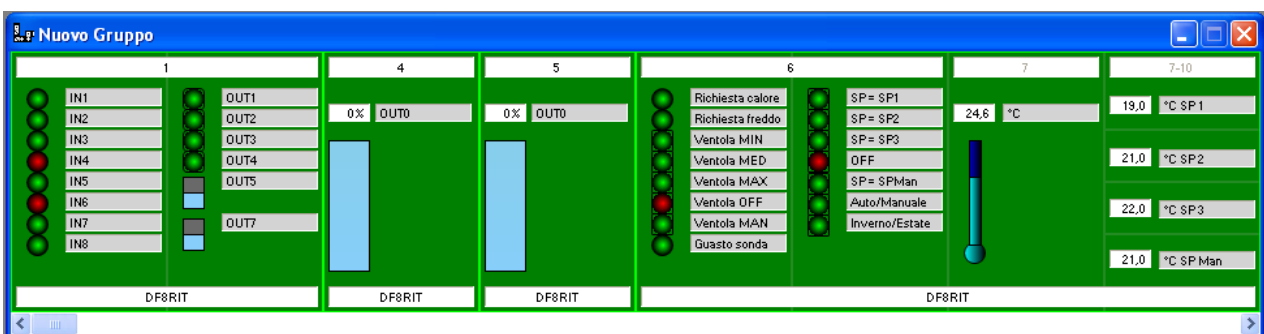 Nuovo Gruppo
1
4
5
6
7
7-10
IN1
IN2
IN3
IN4
IN5
IN6
IN7
IN8
OUT1
OUT2
OUT3
OUT4
OUT5
OUT7
0% OUT0
0% OUT0
Richiesta calore
Richiesta freddo
Ventola MIN
Ventola MED
Ventola MAX
Ventola OFF
Ventola MAN
Guasto sonda
SP= SP1
SP= SP2
SP= SP3
OFF
SP= SPMan
Auto/Manuale
Inverno/Estate
24,6 °C
19,0 °C SP1
21,0 °C SP2
22,0 °C SP3
21,0 °C SP Man
DF8RIT
DF8RIT
DF8RIT
DF8RIT